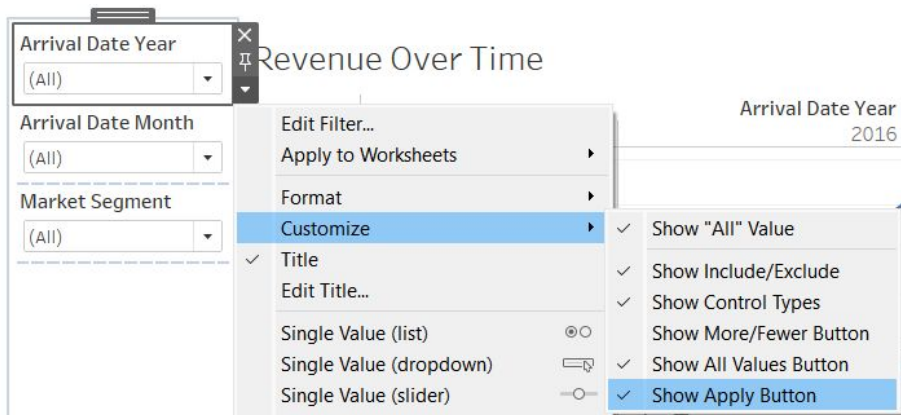 Arrival Date Year
(All)
Arrival Date Month
(All)
Market Segment
(All)
Revenue Over Time
Arrival Date Year
2016
Edit Filter...
Apply to Worksheets
Format
Customize
Title
Edit Title...
Single Value (list)
Single Value (dropdown)
Single Value (slider)
Show "All" Value
Show Include/Exclude
Show Control Types
Show More/Fewer Button
Show All Values Button
Show Apply Button